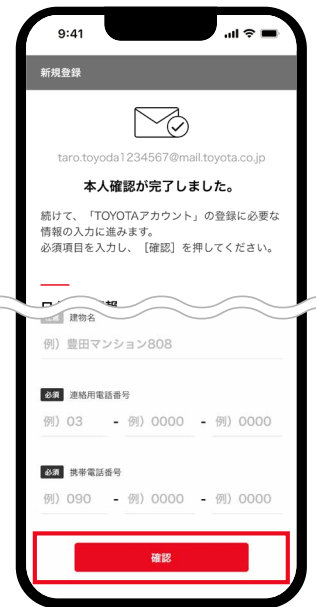 9:41
新規登録
taro.toyoda1234567@mail.toyota.co.jp
本人確認が完了しました。
続けて、「TOYOTAアカウント」の登録に必要な
情報の入力に進みます。
必須項目を入力し、［確認］を押してください。
建物名
例）豊田マンション808
必須 連絡用電話番号
例）03 - 例）0000 - 例）0000
必須 携帯電話番号
例）090 - 例）0000 - 例）0000
確認